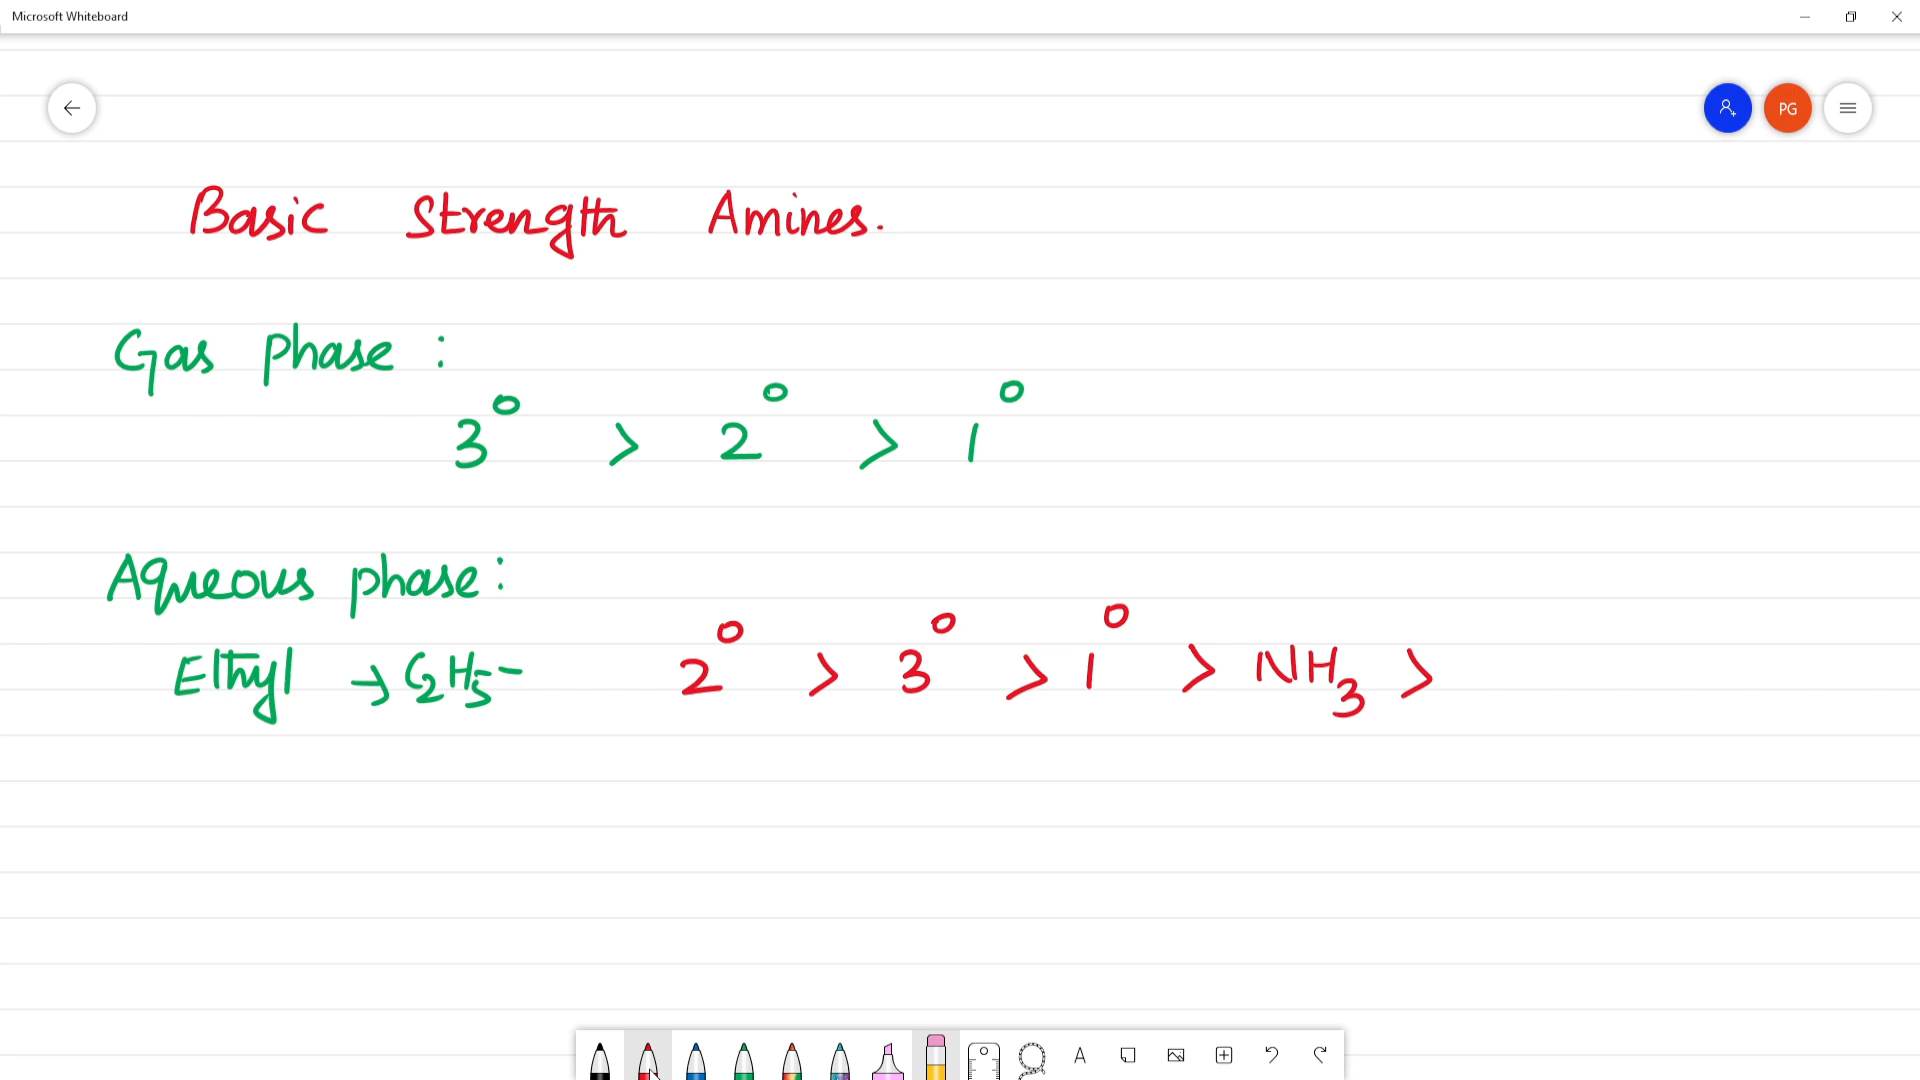 Microsoft Whiteboard
PG
Basic Strength Amines.
Gas phase :
3° > 2° > 1°
Aqueous phase :
Ethyl → C₂H₅- 2° > 3° > 1° > NH₃ >
A